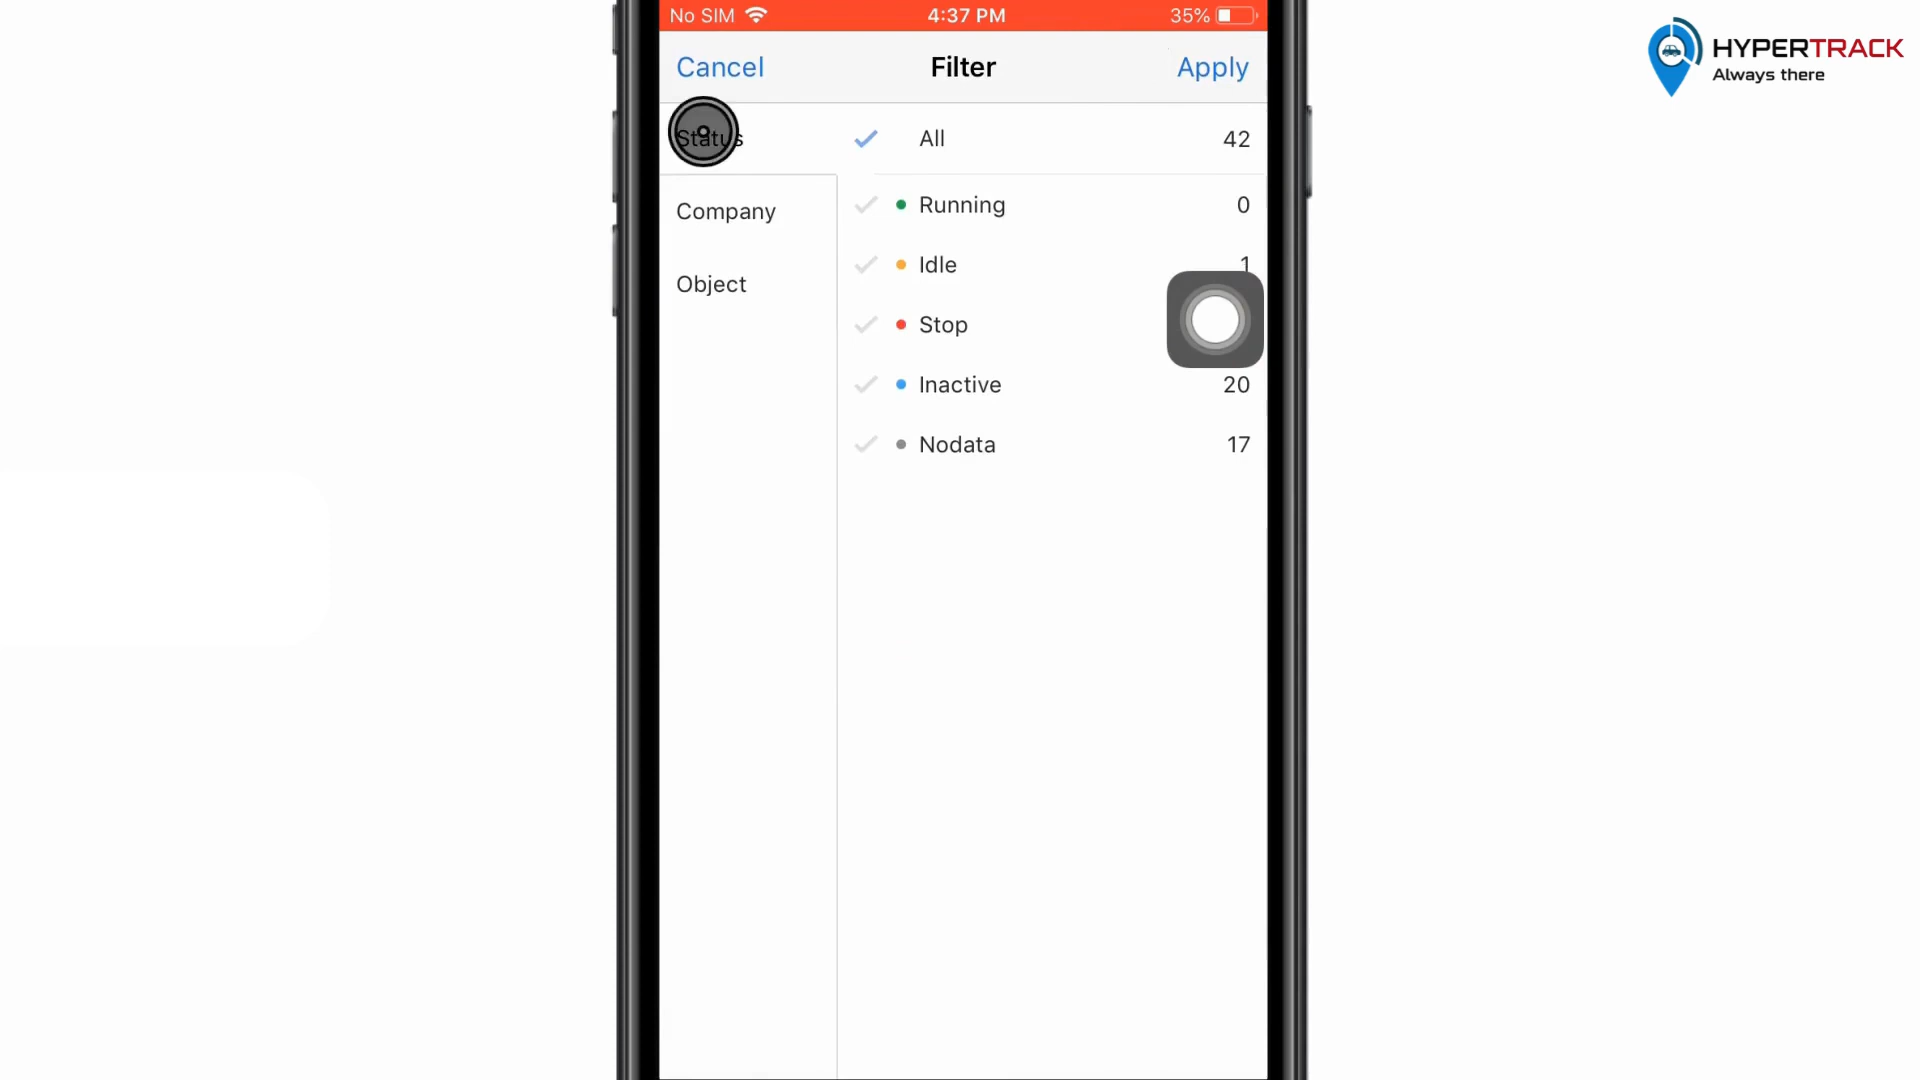 No SIM 4:37 PM 35%
HYPERTRACK
Always there
Cancel Filter Apply
Status All 42
Company Running 0
Idle 1
Object
Stop
Inactive 20
Nodata 17